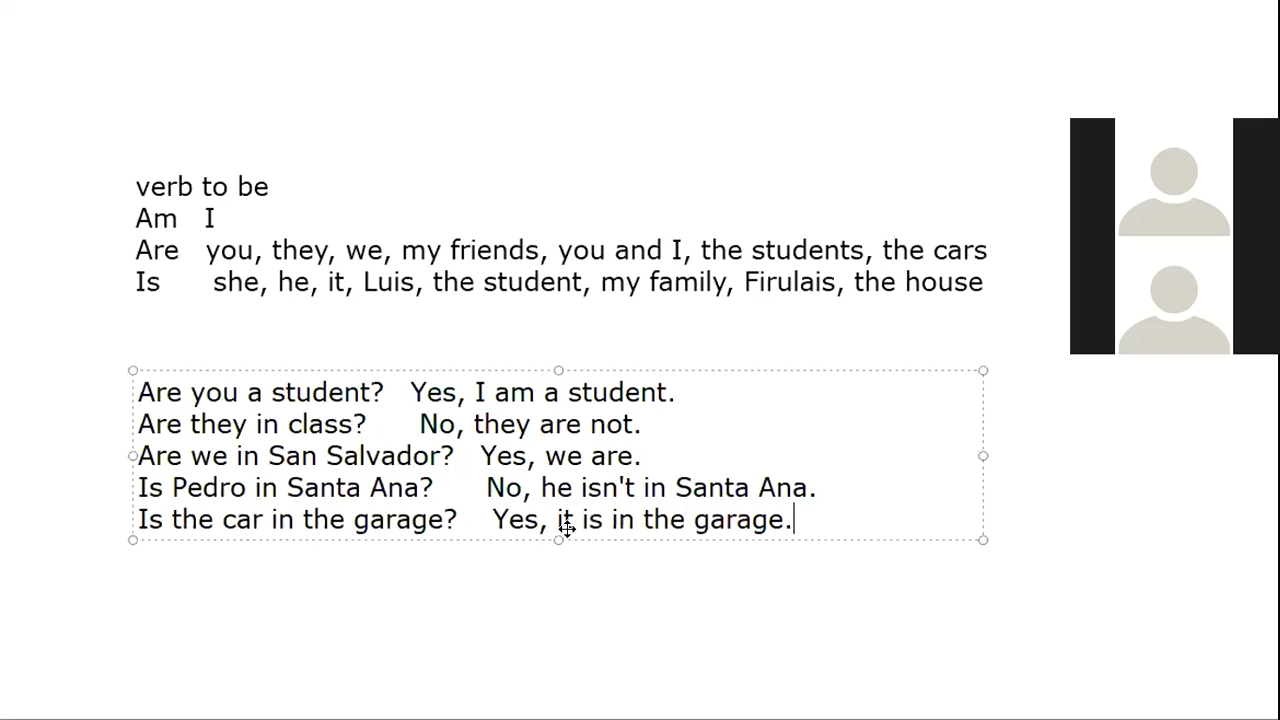 verb to be
Am I
Are you, they, we, my friends, you and I, the students, the cars
Is she, he, it, Luis, the student, my family, Firulais, the house
Are you a student? Yes, I am a student.
Are they in class? No, they are not.
Are we in San Salvador? Yes, we are.
Is Pedro in Santa Ana? No, he isn't in Santa Ana.
Is the car in the garage? Yes, it is in the garage.